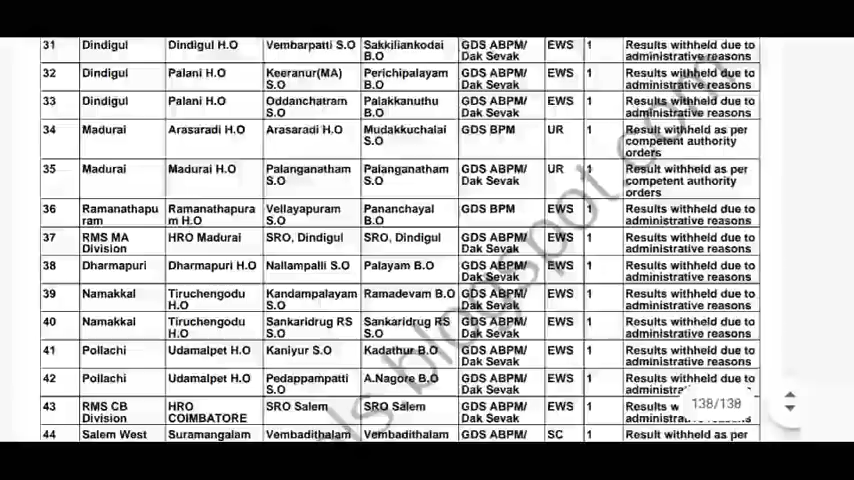 31 Dindigul Dindigul H.O Vembarpatti S.O Sakkiliankodai B.O GDS ABPM/ Dak Sevak EWS 1 Results withheld due to administrative reasons
32 Dindigul Palani H.O Keeranur(MA) S.O Perichipalayam B.O GDS ABPM/ Dak Sevak EWS 1 Results withheld due to administrative reasons
33 Dindigul Palani H.O Oddanchatram S.O Palakkanuthu B.O GDS ABPM/ Dak Sevak EWS 1 Results withheld due to administrative reasons
34 Madurai Arasaradi H.O Arasaradi H.O Mudakkuchalai S.O GDS BPM UR 1 Result withheld as per competent authority orders
35 Madurai Madurai H.O Palanganatham S.O Palanganatham S.O GDS ABPM/ Dak Sevak UR 1 Result withheld as per competent authority orders
36 Ramanathapu ram Ramanathapura m H.O Vellayapuram S.O Pananchayal B.O GDS BPM EWS 1 Results withheld due to administrative reasons
37 RMS MA Division HRO Madurai SRO, Dindigul SRO, Dindigul GDS ABPM/ Dak Sevak EWS 1 Results withheld due to administrative reasons
38 Dharmapuri Dharmapuri H.O Nallampalli S.O Palayam B.O GDS ABPM/ Dak Sevak EWS 1 Results withheld due to administrative reasons
39 Namakkal Tiruchengodu H.O Kandampalayam S.O Ramadevam B.O GDS ABPM/ Dak Sevak EWS 1 Results withheld due to administrative reasons
40 Namakkal Tiruchengodu H.O Sankaridrug RS S.O Sankaridrug RS S.O GDS ABPM/ Dak Sevak EWS 1 Results withheld due to administrative reasons
41 Pollachi Udamalpet H.O Kaniyur S.O Kadathur B.O GDS ABPM/ Dak Sevak EWS 1 Results withheld due to administrative reasons
42 Pollachi Udamalpet H.O Pedappampatti S.O A.Nagore B.O GDS ABPM/ Dak Sevak EWS 1 Results withheld due to administrative reasons
43 RMS CB Division HRO COIMBATORE SRO Salem SRO Salem GDS ABPM/ Dak Sevak EWS 1 Results administrative reasons
44 Salem West Suramangalam Vembadithalam Vembadithalam GDS ABPM/ SC 1 Result withheld as per
138/138
ls.blogspot.com